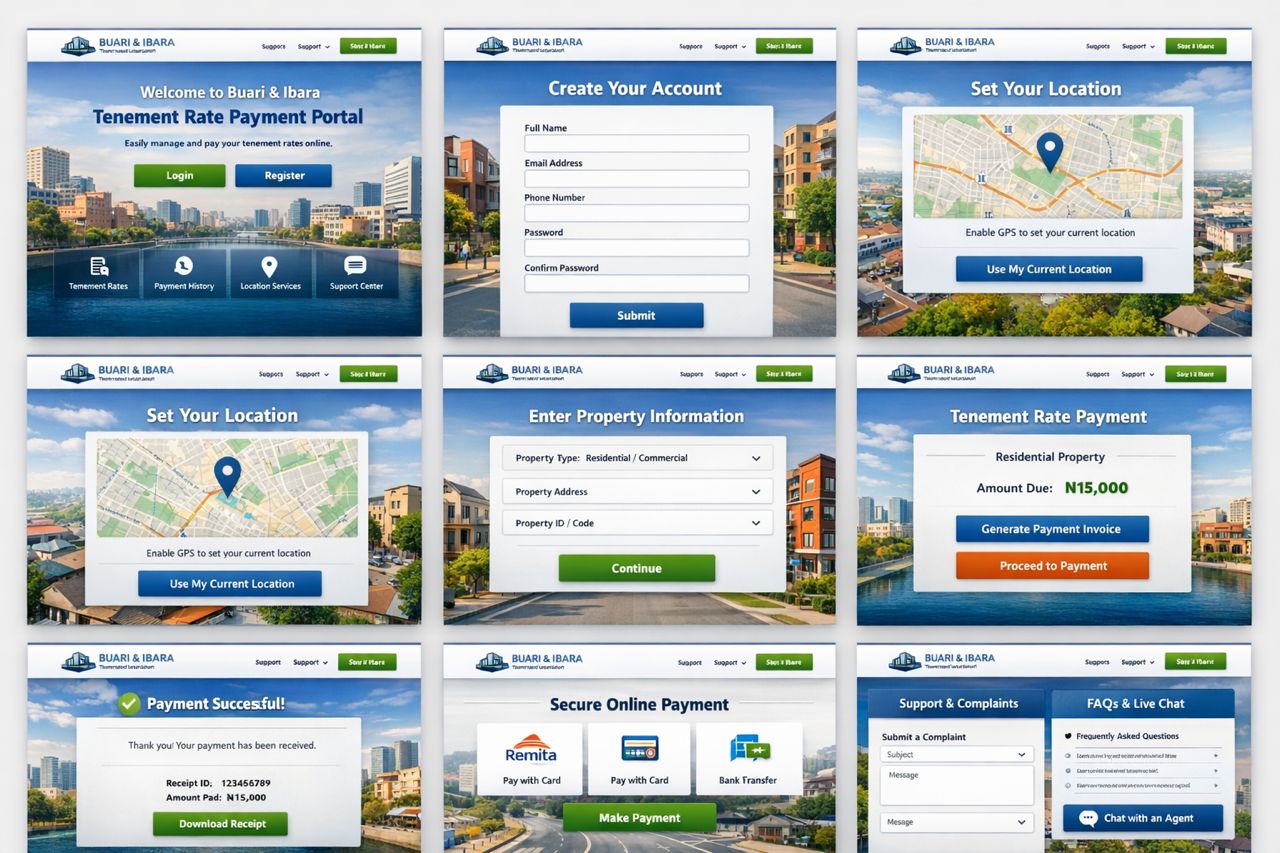 BUARI & IBARA
Support
Support
Welcome to Buari & Ibara
Tenement Rate Payment Portal
Easily manage and pay your tenement rates online.
Login
Register
Temement Rates
Payment History
Location Services
Support Center
BUARI & IBARA
Support
Support
Create Your Account
Full Name
Email Address
Phone Number
Password
Confirm Password
Submit
BUARI & IBARA
Support
Support
Set Your Location
Enable GPS to set your current location
Use My Current Location
BUARI & IBARA
Support
Support
Set Your Location
Enable GPS to set your current location
Use My Current Location
BUARI & IBARA
Support
Support
Enter Property Information
Property Type: Residential / Commercial
Property Address
Property ID / Code
Continue
BUARI & IBARA
Support
Support
Tenement Rate Payment
Residential Property
Amount Due: ₦15,000
Generate Payment Invoice
Proceed to Payment
BUARI & IBARA
Support
Support
Payment Succesful!
Thank you! Your payment has been received.
Receipt ID; 123456789
Amount Pad: ₦15,000
Download Receipt
BUARI & IBARA
Support
Support
Secure Online Payment
Remita
Pay with Card
Pay with Card
Bank Transfer
Make Payment
BUARI & IBARA
Support
Support
Support & Complaints
Submit a Complaint
Subject
Message
Mesage
FAQs & Live Chat
Frequently Asked Questions
Chat with an Agent